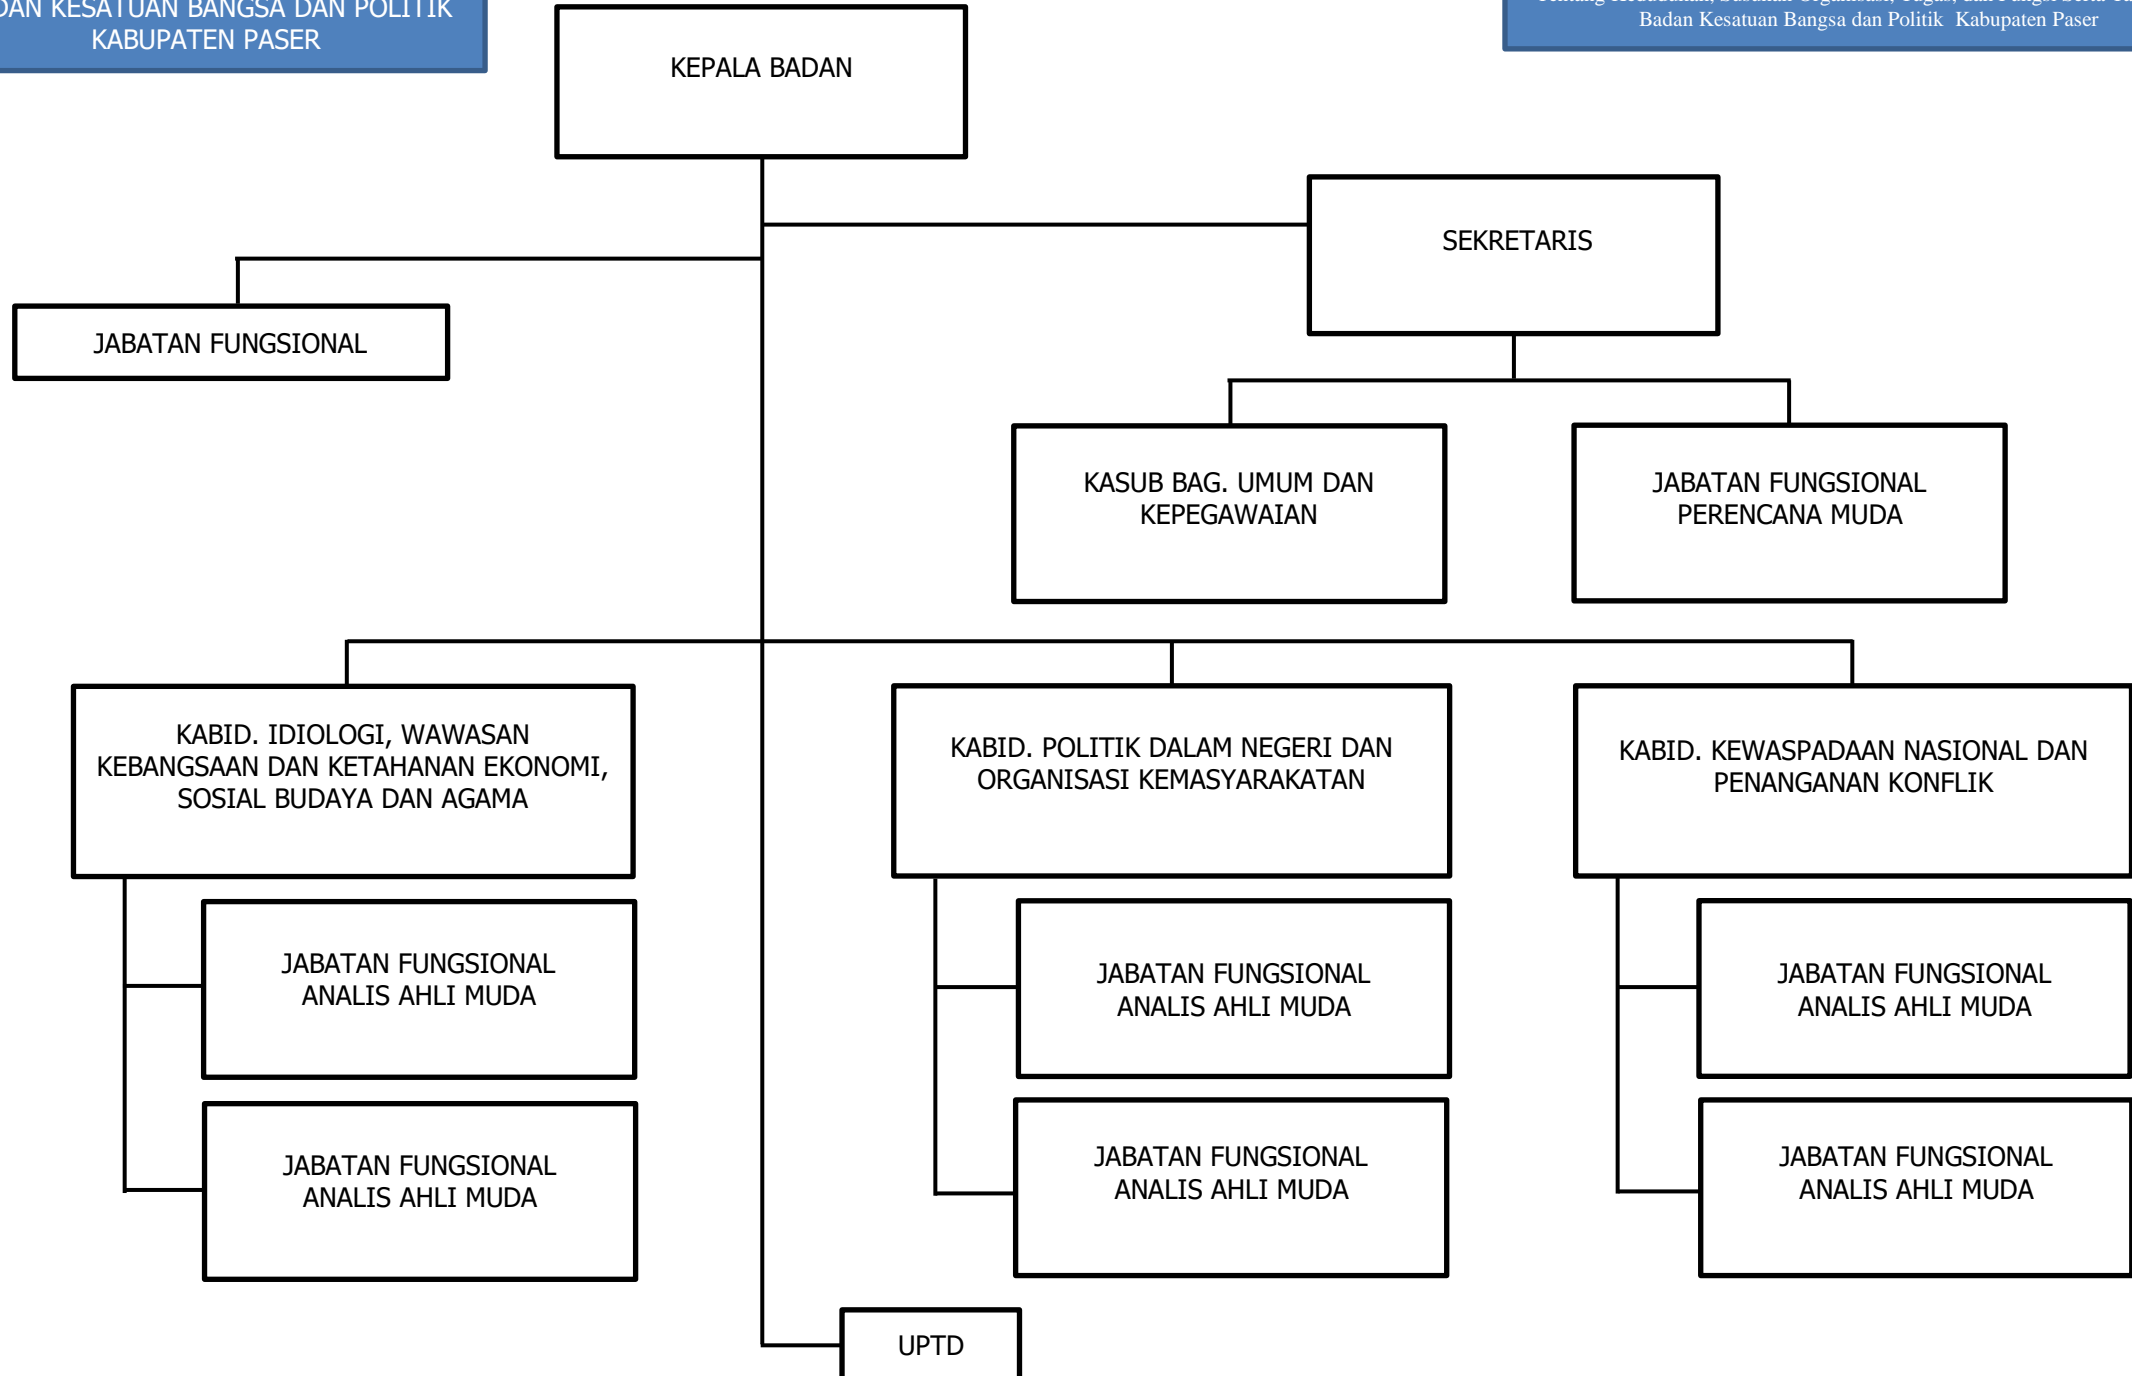 KESATUAN BANGSA DAN POLITIK
KABUPATEN PASER
Badan Kesatuan Bangsa dan Politik Kabupaten Paser
KEPALA BADAN
SEKRETARIS
JABATAN FUNGSIONAL
KASUB BAG. UMUM DAN
KEPEGAWAIAN
JABATAN FUNGSIONAL
PERENCANA MUDA
KABID. IDIOLOGI, WAWASAN
KEBANGSAAN DAN KETAHANAN EKONOMI,
SOSIAL BUDAYA DAN AGAMA
KABID. POLITIK DALAM NEGERI DAN
ORGANISASI KEMASYARAKATAN
KABID. KEWASPADAAN NASIONAL DAN
PENANGANAN KONFLIK
JABATAN FUNGSIONAL
ANALIS AHLI MUDA
JABATAN FUNGSIONAL
ANALIS AHLI MUDA
JABATAN FUNGSIONAL
ANALIS AHLI MUDA
JABATAN FUNGSIONAL
ANALIS AHLI MUDA
JABATAN FUNGSIONAL
ANALIS AHLI MUDA
JABATAN FUNGSIONAL
ANALIS AHLI MUDA
UPTD